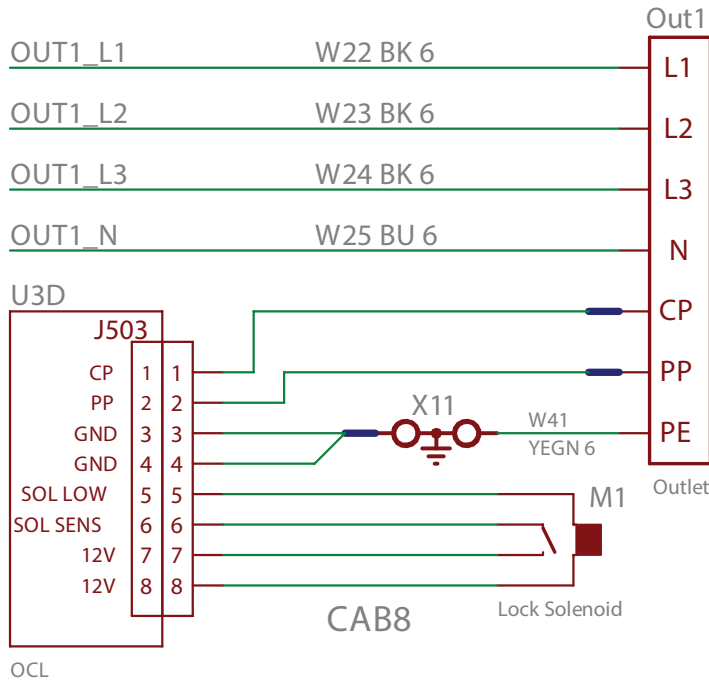 Out1
OUT1_L1 W22 BK 6 L1
OUT1_L2 W23 BK 6 L2
OUT1_L3 W24 BK 6 L3
OUT1_N W25 BU 6 N
U3D
CP
J503
CP 1 1 PP
PP 2 2
X11
W41
GND 3 3 PE
YEGN 6
GND 4 4
Outlet
SOL LOW 5 5 M1
SOL SENS 6 6
12V 7 7
12V 8 8
Lock Solenoid
CAB8
OCL